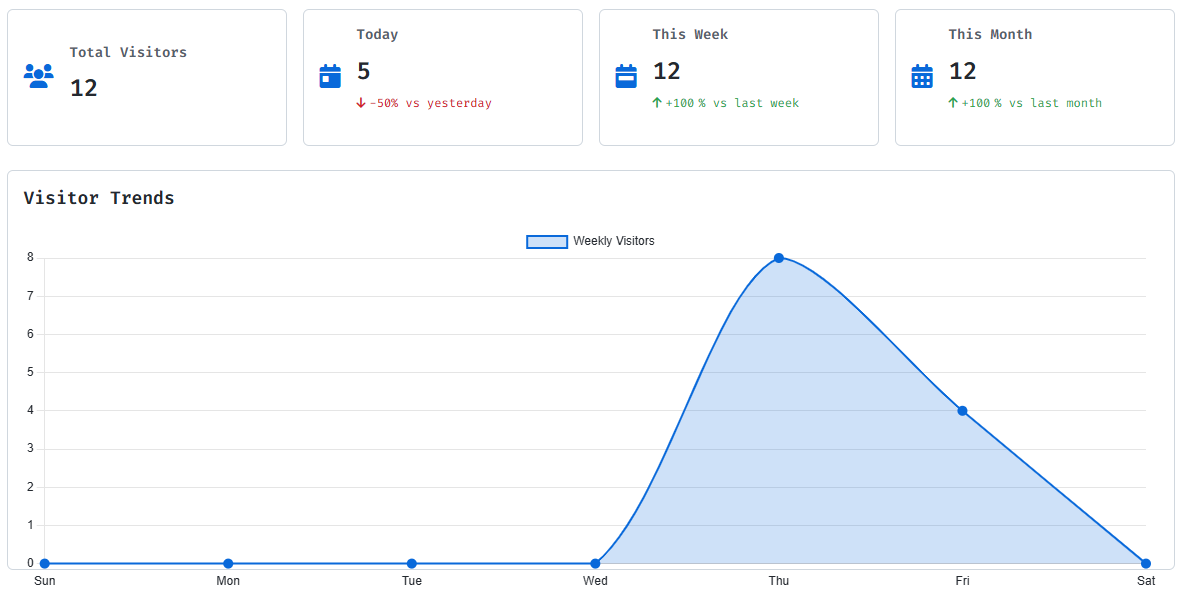 Total Visitors
12
Today
5
-50% vs yesterday
This Week
12
+100% vs last week
This Month
12
+100% vs last month
Visitor Trends
Weekly Visitors
8
7
6
5
4
3
2
1
0
Sun Mon Tue Wed Thu Fri Sat